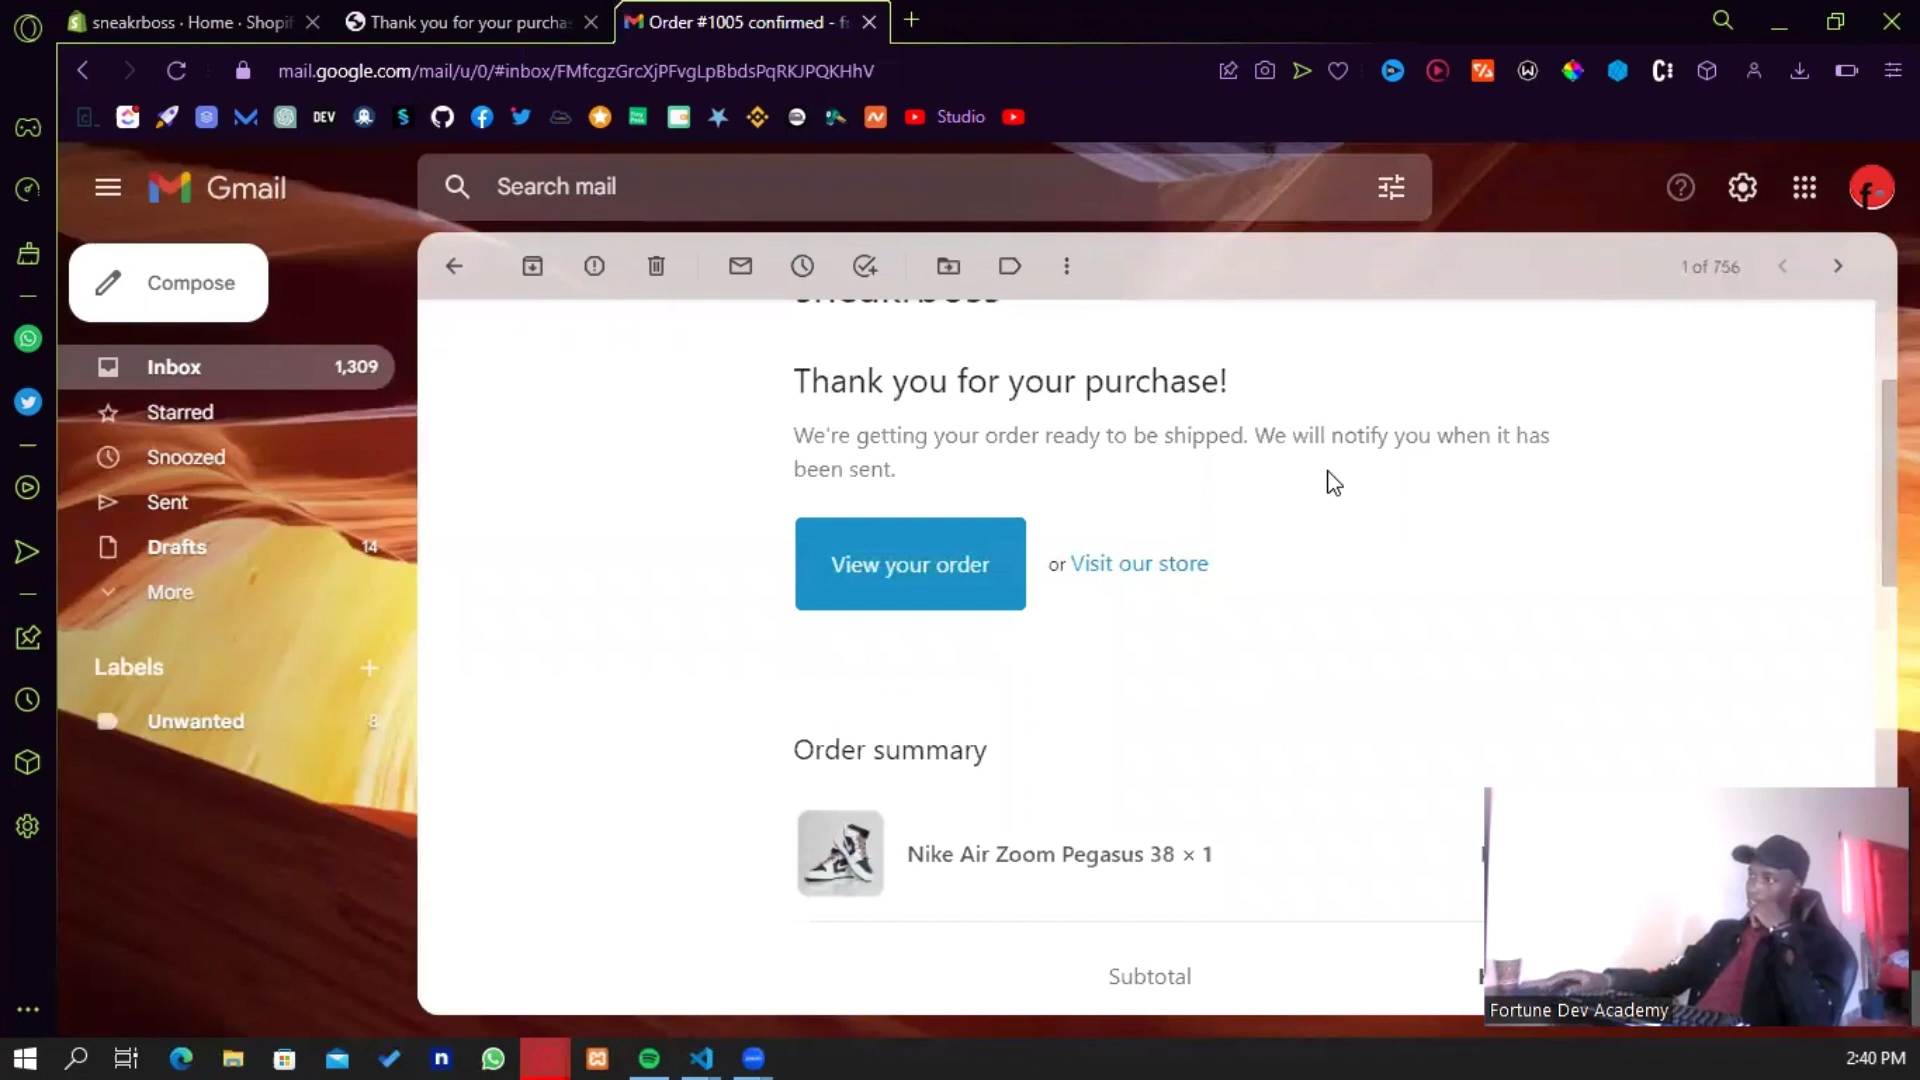 sneakrboss · Home · Shopif
Thank you for your purcha
Order #1005 confirmed - f
mail.google.com/mail/u/0/#inbox/FMfcgzGrcXjPFvgLpBbdsPqRKJPQKHhV
DEV
Studio
Gmail
Search mail
Compose
1 of 756
sneakrboss
Inbox 1,309
Starred
Snoozed
Sent
Drafts 14
More
Labels
Unwanted 8
Thank you for your purchase!
We're getting your order ready to be shipped. We will notify you when it has
been sent.
View your order
or Visit our store
Order summary
Nike Air Zoom Pegasus 38 × 1
Subtotal
Fortune Dev Academy
2:40 PM